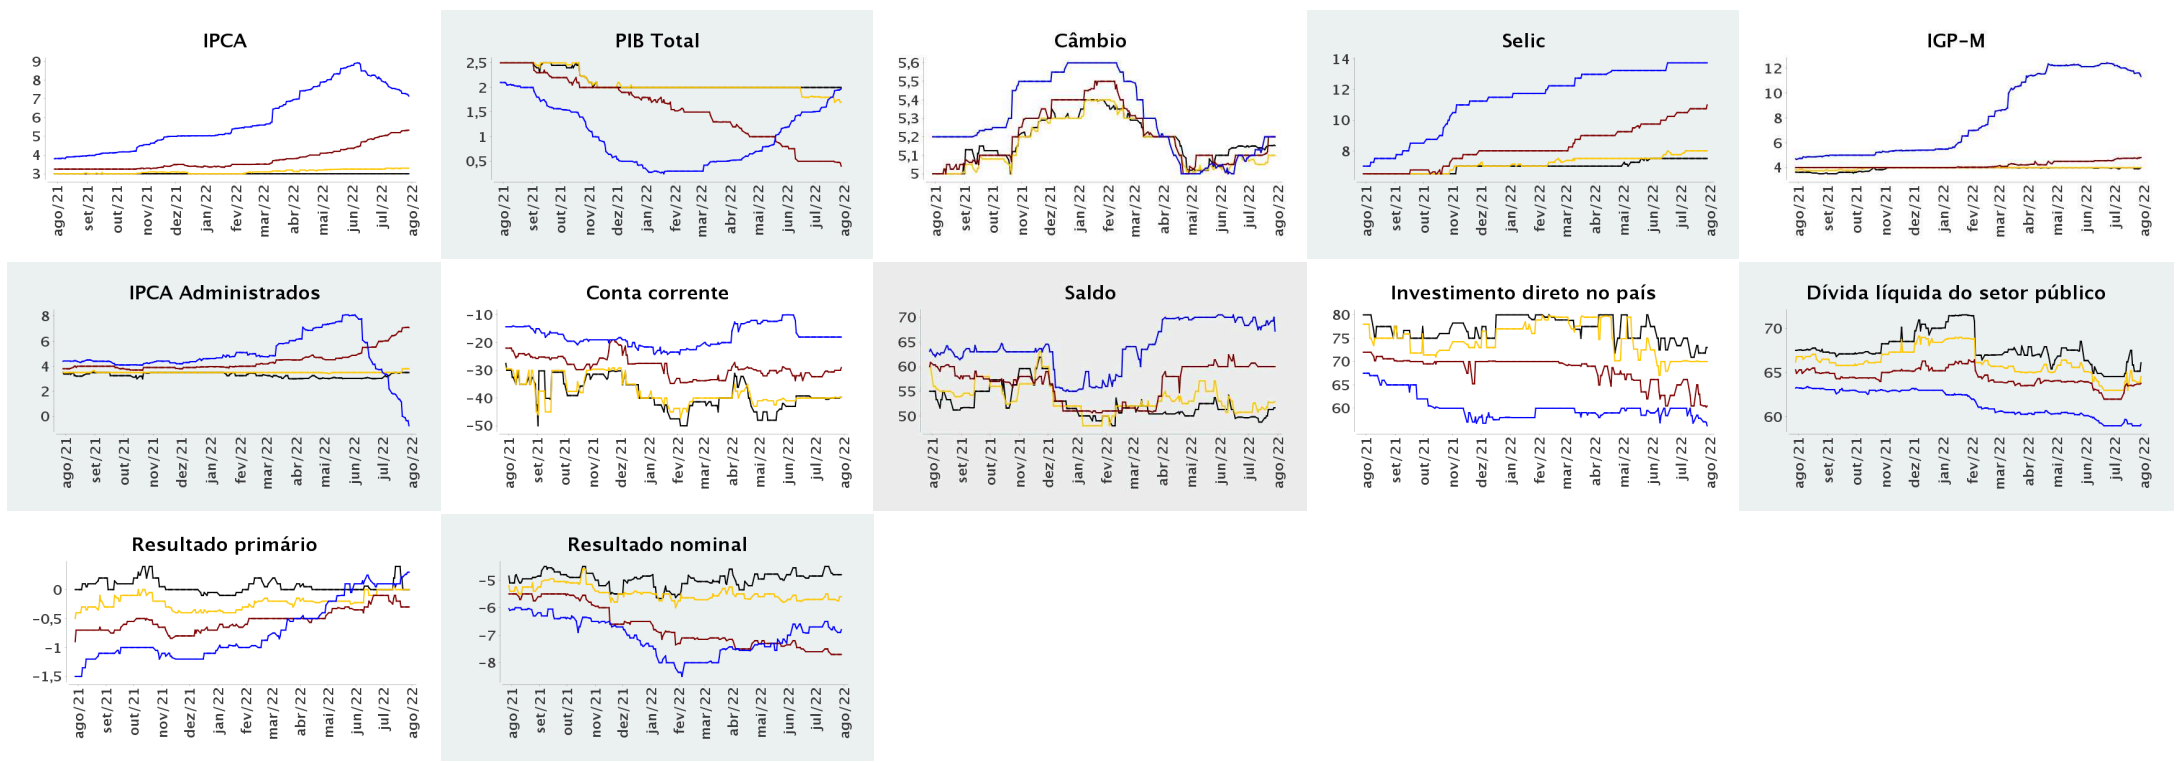 IPCA
9
8
7
6
5
4
3
ago/21
set/21
out/21
nov/21
dez/21
jan/22
fev/22
mar/22
abr/22
mai/22
jun/22
jul/22
ago/22
PIB Total
2,5
2
1,5
1
0,5
ago/21
set/21
out/21
nov/21
dez/21
jan/22
fev/22
mar/22
abr/22
mai/22
jun/22
jul/22
ago/22
Câmbio
5,6
5,5
5,4
5,3
5,2
5,1
5
ago/21
set/21
out/21
nov/21
dez/21
jan/22
fev/22
mar/22
abr/22
mai/22
jun/22
jul/22
ago/22
Selic
14
12
10
8
ago/21
set/21
out/21
nov/21
dez/21
jan/22
fev/22
mar/22
abr/22
mai/22
jun/22
jul/22
ago/22
IGP-M
12
10
8
6
4
ago/21
set/21
out/21
nov/21
dez/21
jan/22
fev/22
mar/22
abr/22
mai/22
jun/22
jul/22
ago/22
IPCA Administrados
8
6
4
2
0
ago/21
set/21
out/21
nov/21
dez/21
jan/22
fev/22
mar/22
abr/22
mai/22
jun/22
jul/22
ago/22
Conta corrente
-10
-20
-30
-40
-50
ago/21
set/21
out/21
nov/21
dez/21
jan/22
fev/22
mar/22
abr/22
mai/22
jun/22
jul/22
ago/22
Saldo
70
65
60
55
50
ago/21
set/21
out/21
nov/21
dez/21
jan/22
fev/22
mar/22
abr/22
mai/22
jun/22
jul/22
ago/22
Investimento direto no país
80
75
70
65
60
ago/21
set/21
out/21
nov/21
dez/21
jan/22
fev/22
mar/22
abr/22
mai/22
jun/22
jul/22
ago/22
Dívida líquida do setor público
70
65
60
ago/21
set/21
out/21
nov/21
dez/21
jan/22
fev/22
mar/22
abr/22
mai/22
jun/22
jul/22
ago/22
Resultado primário
0
-0,5
-1
-1,5
ago/21
set/21
out/21
nov/21
dez/21
jan/22
fev/22
mar/22
abr/22
mai/22
jun/22
jul/22
ago/22
Resultado nominal
-5
-6
-7
-8
ago/21
set/21
out/21
nov/21
dez/21
jan/22
fev/22
mar/22
abr/22
mai/22
jun/22
jul/22
ago/22